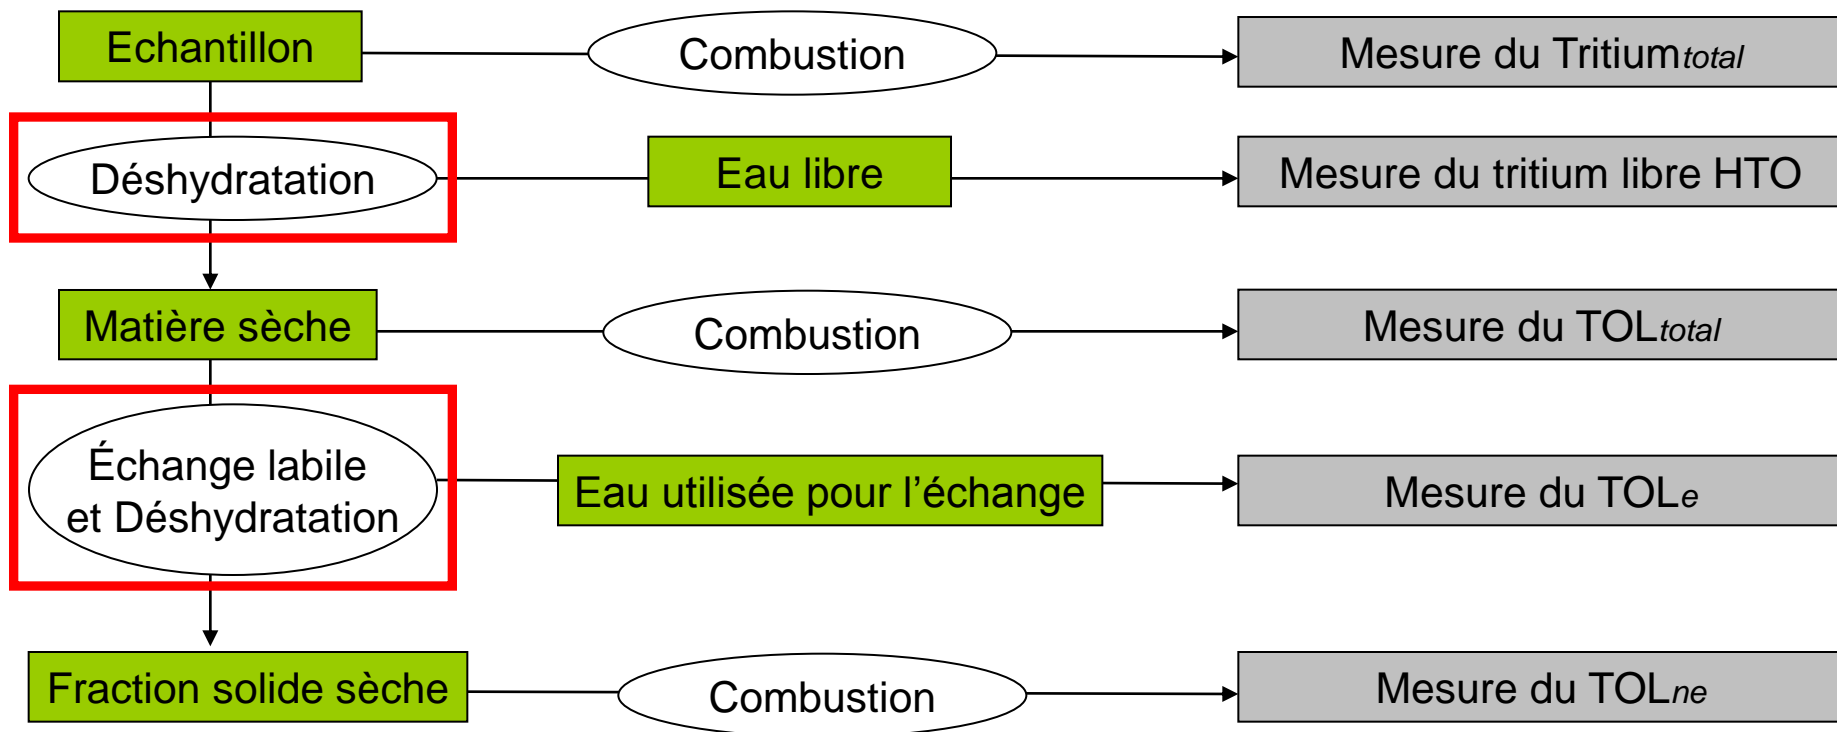 Echantillon
Combustion
Mesure du Tritium total
Déshydratation
Eau libre
Mesure du tritium libre HTO
Matière sèche
Combustion
Mesure du TOL total
Échange labile
et Déshydratation
Eau utilisée pour l’échange
Mesure du TOLe
Fraction solide sèche
Combustion
Mesure du TOLne